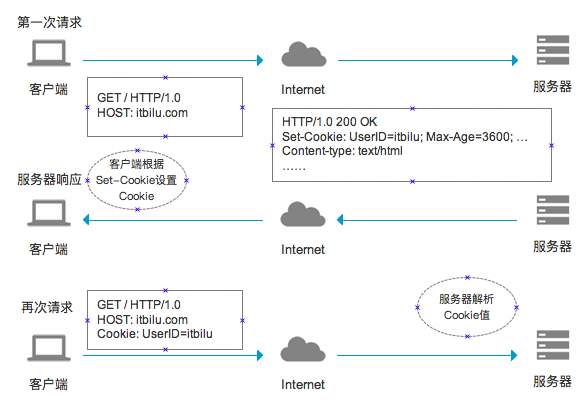 第一次请求
客户端
Internet
服务器
GET / HTTP/1.0
HOST: itbilu.com
HTTP/1.0 200 OK
Set-Cookie: UserID=itbilu; Max-Age=3600; ...
Content-type: text/html
……
服务器响应
客户端根据
Set-Cookie设置
Cookie
客户端
Internet
服务器
再次请求
GET / HTTP/1.0
HOST: itbilu.com
Cookie: UserID=itbilu
服务器解析
Cookie值
客户端
Internet
服务器